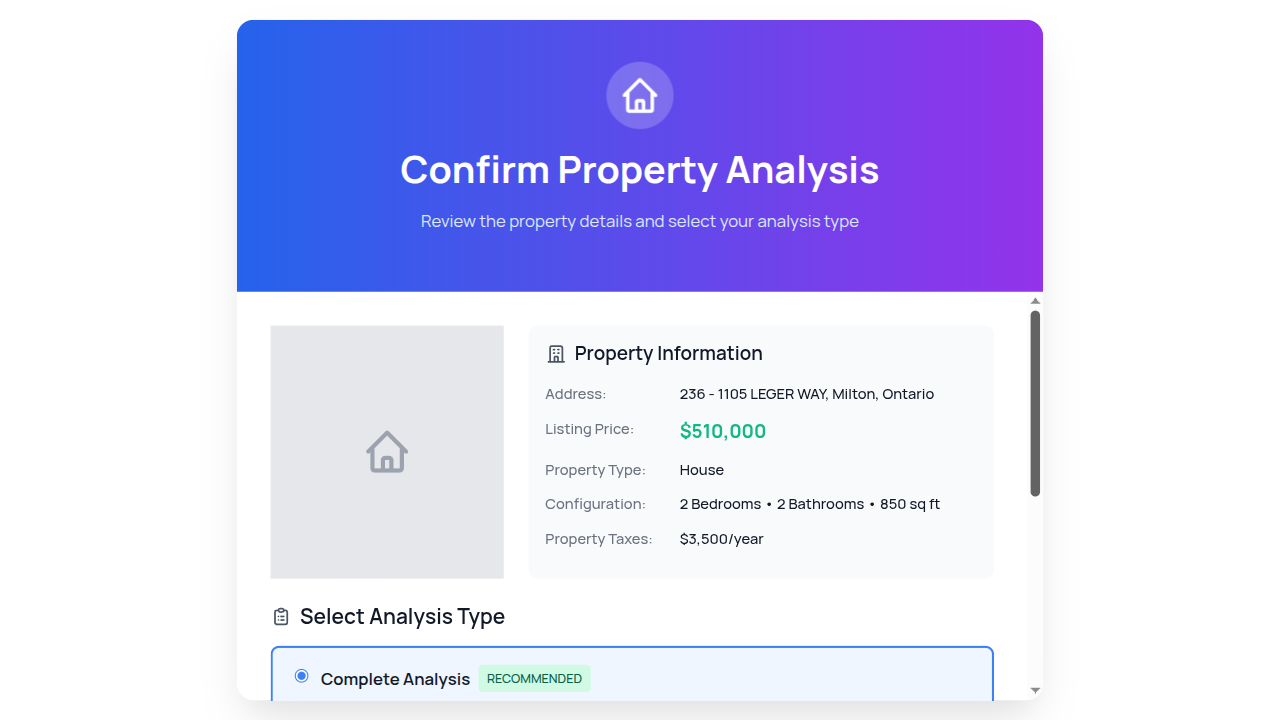 Confirm Property Analysis
Review the property details and select your analysis type
Property Information
Address: 236 - 1105 LEGER WAY, Milton, Ontario
Listing Price: $510,000
Property Type: House
Configuration: 2 Bedrooms • 2 Bathrooms • 850 sq ft
Property Taxes: $3,500/year
Select Analysis Type
Complete Analysis RECOMMENDED